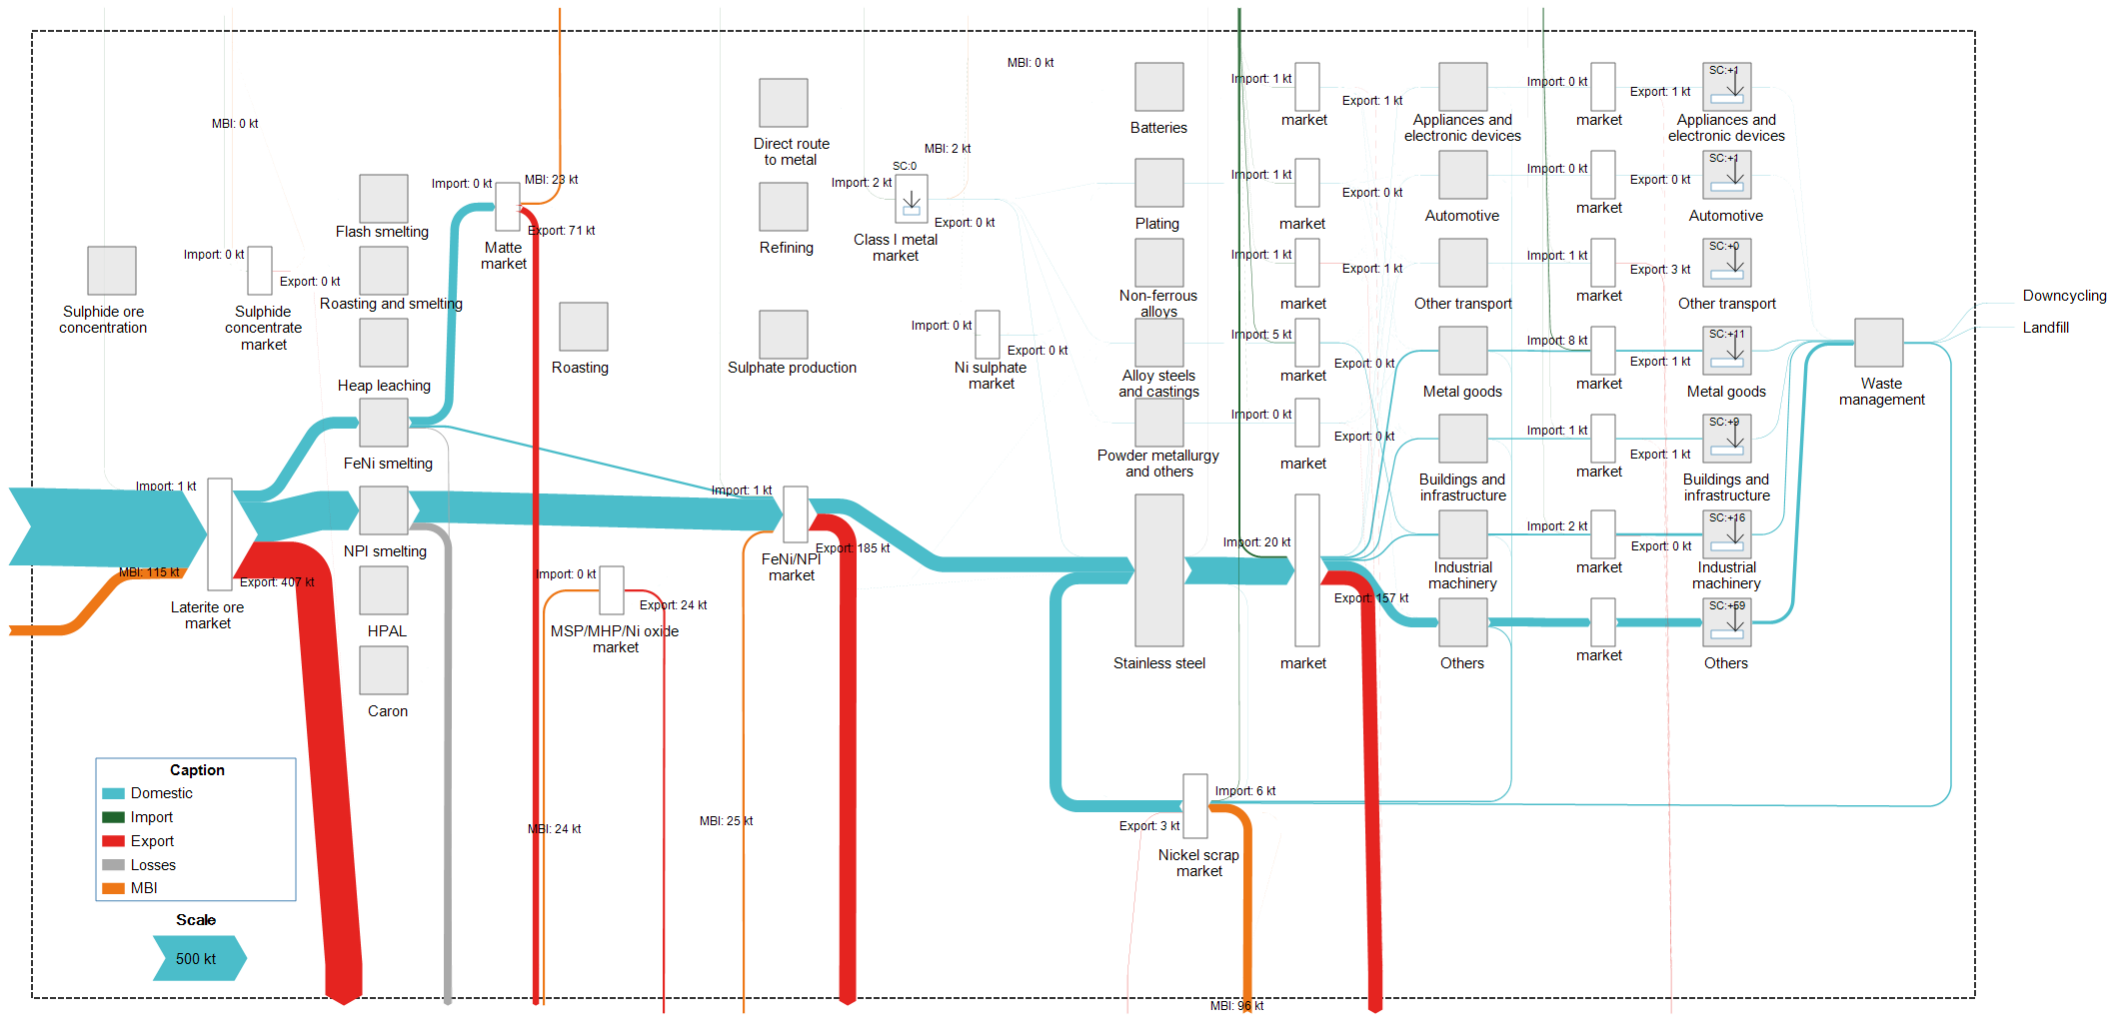 MBI: 0 kt
MBI: 0 kt
Import: 0 kt
Export: 0 kt
Sulphide ore
concentration
Sulphide
concentrate
market
Flash smelting
Roasting and smelting
Heap leaching
FeNi smelting
NPI smelting
HPAL
Caron
Import: 1 kt
MBI: 115 kt
Export: 407 kt
Laterite ore
market
Import: 0 kt
MBI: 23 kt
Export: 71 kt
Matte
market
Roasting
Import: 0 kt
Export: 24 kt
MSP/MHP/Ni oxide
market
MBI: 24 kt
Direct route
to metal
Refining
Sulphate production
Import: 1 kt
Export: 185 kt
FeNi/NPI
market
MBI: 25 kt
SC:0
MBI: 2 kt
Import: 2 kt
Export: 0 kt
Class I metal
market
Import: 0 kt
Export: 0 kt
Ni sulphate
market
Batteries
Plating
Non-ferrous
alloys
Alloy steels
and castings
Powder metallurgy
and others
Stainless steel
Import: 1 kt
Export: 1 kt
market
Import: 1 kt
Export: 0 kt
market
Import: 1 kt
Export: 1 kt
market
Import: 5 kt
Export: 0 kt
market
Import: 0 kt
Export: 0 kt
market
Import: 20 kt
Export: 157 kt
market
Import: 6 kt
Export: 3 kt
Nickel scrap
market
MBI: 96 kt
Appliances and
electronic devices
Automotive
Other transport
Metal goods
Buildings and
infrastructure
Industrial
machinery
Others
Import: 0 kt
Export: 1 kt
market
Import: 0 kt
Export: 0 kt
market
Import: 1 kt
Export: 3 kt
market
Import: 8 kt
Export: 1 kt
market
Import: 1 kt
Export: 1 kt
market
Import: 2 kt
Export: 0 kt
market
market
SC:+1
Appliances and
electronic devices
SC:+1
Automotive
SC:+0
Other transport
SC:+11
Metal goods
SC:+9
Buildings and
infrastructure
SC:+16
Industrial
machinery
SC:+59
Others
Waste
management
Downcycling
Landfill
Caption
Domestic
Import
Export
Losses
MBI
Scale
500 kt